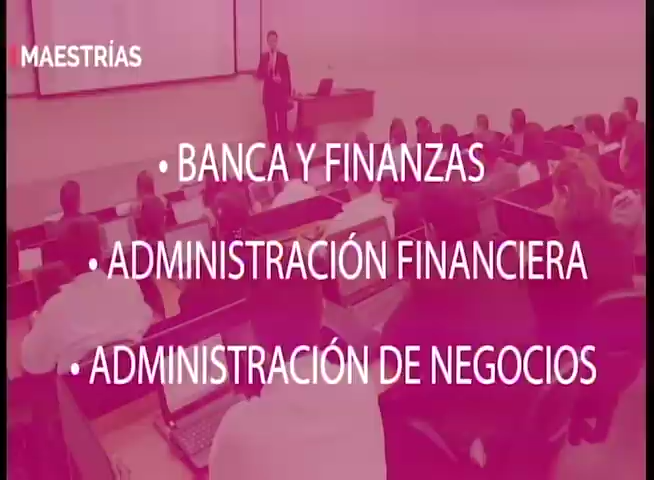 MAESTRÍAS
• BANCA Y FINANZAS
• ADMINISTRACIÓN FINANCIERA
• ADMINISTRACIÓN DE NEGOCIOS